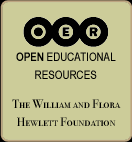 OER
OPEN EDUCATIONAL
RESOURCES
THE WILLIAM AND FLORA
HEWLETT FOUNDATION